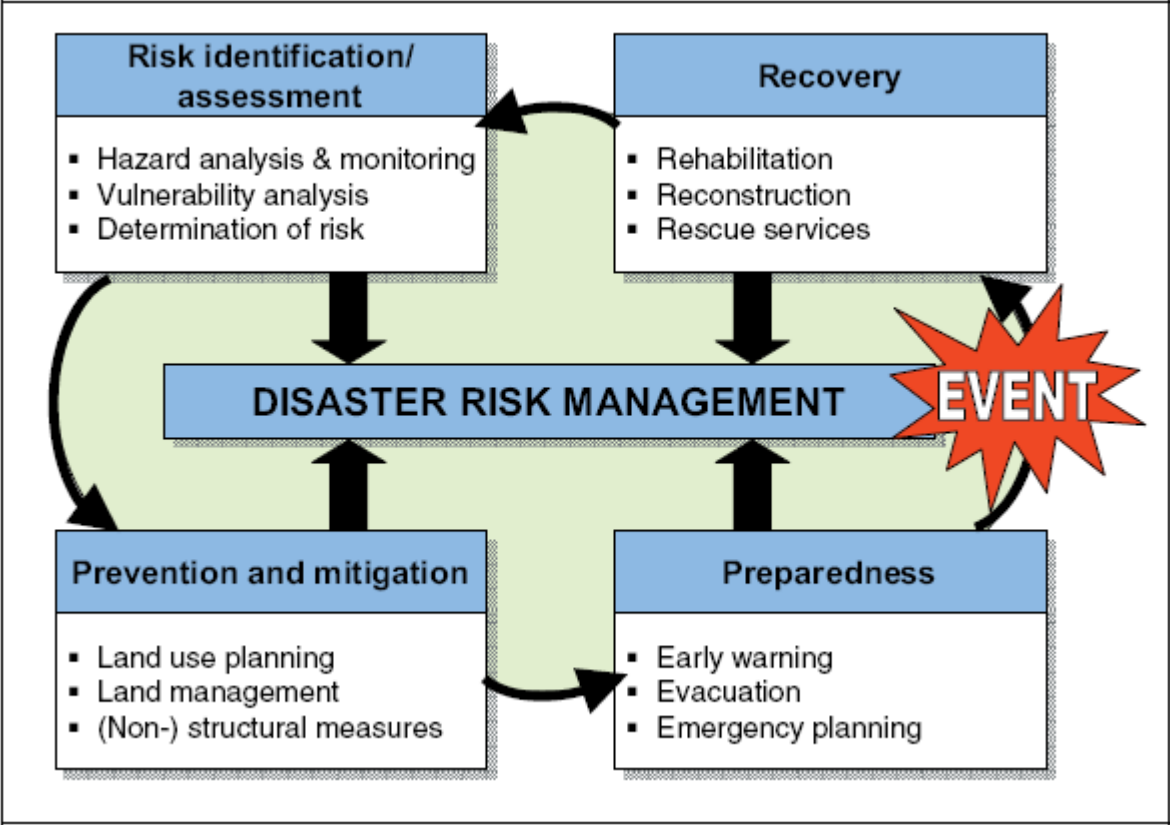 Risk identification/
assessment
▪ Hazard analysis & monitoring
▪ Vulnerability analysis
▪ Determination of risk
Recovery
▪ Rehabilitation
▪ Reconstruction
▪ Rescue services
DISASTER RISK MANAGEMENT
EVENT
Prevention and mitigation
▪ Land use planning
▪ Land management
▪ (Non-) structural measures
Preparedness
▪ Early warning
▪ Evacuation
▪ Emergency planning